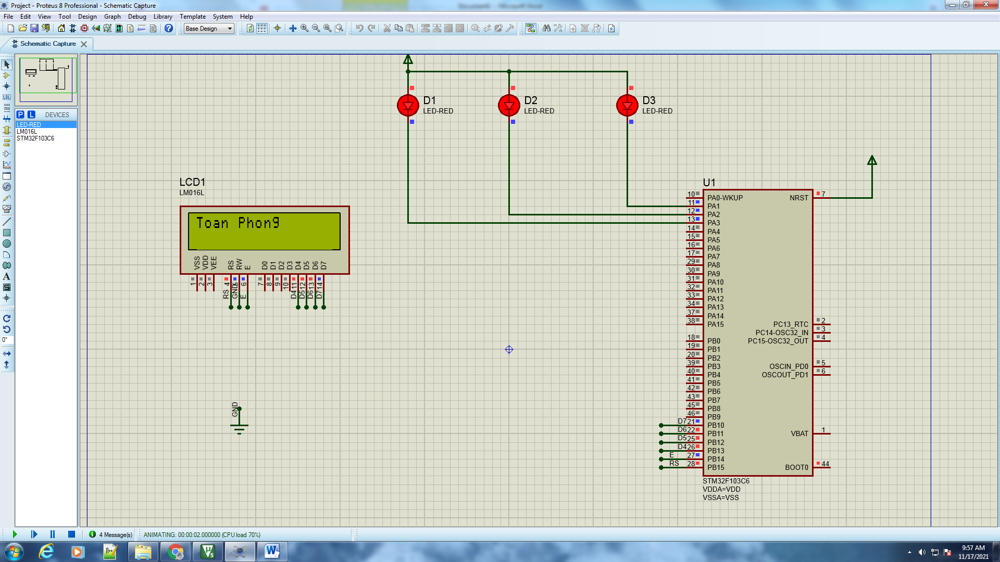 Project - Proteus 8 Professional - Schematic Capture
File Edit View Tool Design Graph Debug Library Template System Help
Base Design
Schematic Capture
P L DEVICES
LED-RED
LM016L
STM32F103C6
LBL
A
S
0°
D1
LED-RED
D2
LED-RED
D3
LED-RED
LCD1
LM016L
Toan Phong
VSS VDD VEE RS RW E D0 D1 D2 D3 D4 D5 D6 D7
1 2 3 4 5 6 7 8 9 10 11 12 13 14
RS GND E D4 D5 D6 D7
GND
U1
10 PA0-WKUP NRST 7
11 PA1
12 PA2
13 PA3
14 PA4
15 PA5
16 PA6
17 PA7
29 PA8
30 PA9
31 PA10
32 PA11
33 PA12
34 PA13
37 PA14
38 PA15 PC13_RTC 2
PC14-OSC32_IN 3
18 PB0 PC15-OSC32_OUT 4
19 PB1
20 PB2
39 PB3 OSCIN_PD0 5
40 PB4 OSCOUT_PD1 6
41 PB5
42 PB6
43 PB7
45 PB8
46 PB9
D7 21 PB10
D6 22 PB11 VBAT 1
D5 25 PB12
D4 26 PB13
E 27 PB14
RS 28 PB15 BOOT0 44
STM32F103C6
VDDA=VDD
VSSA=VSS
4 Message(s) ANIMATING: 00:00:02.000000 (CPU load 70%)
9:57 AM
11/17/2021